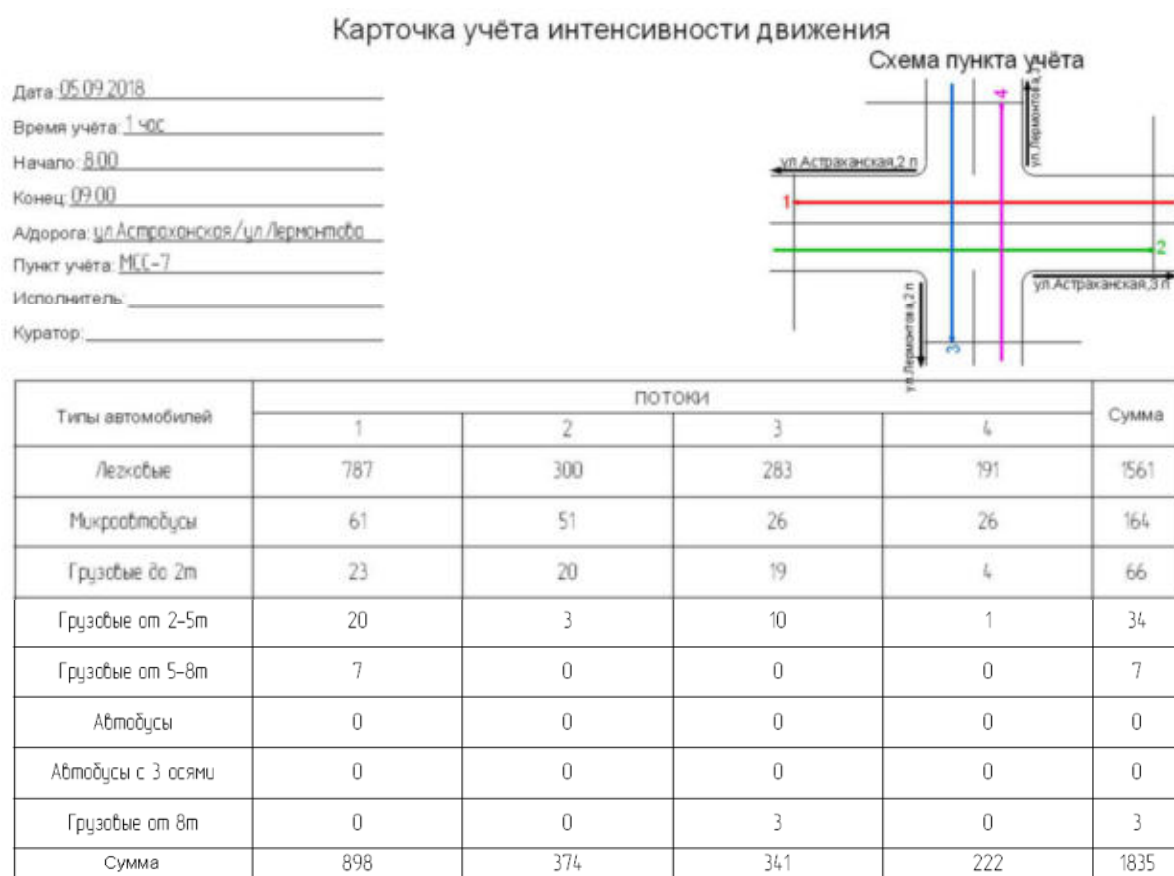 Карточка учёта интенсивности движения
Схема пункта учёта
Дата: 05.09.2018
Время учёта: 1 час
Начало: 8:00
Конец: 09:00
А/дорога: ул.Астраханская/ул.Лермонтова
Пункт учёта: МСС-7
Исполнитель:
Куратор:
4
ул.Лермонтова,
ул.Астраханская,2 п
1
2
ул.Астраханская,3 п
ул.Лермонтова,2 п
3
Типы автомобилей потоки Сумма
1 2 3 4
Легковые 787 300 283 191 1561
Микроавтобусы 61 51 26 26 164
Грузовые до 2т 23 20 19 4 66
Грузовые от 2-5т 20 3 10 1 34
Грузовые от 5-8т 7 0 0 0 7
Автобусы 0 0 0 0 0
Автобусы с 3 осями 0 0 0 0 0
Грузовые от 8т 0 0 3 0 3
Сумма 898 374 341 222 1835